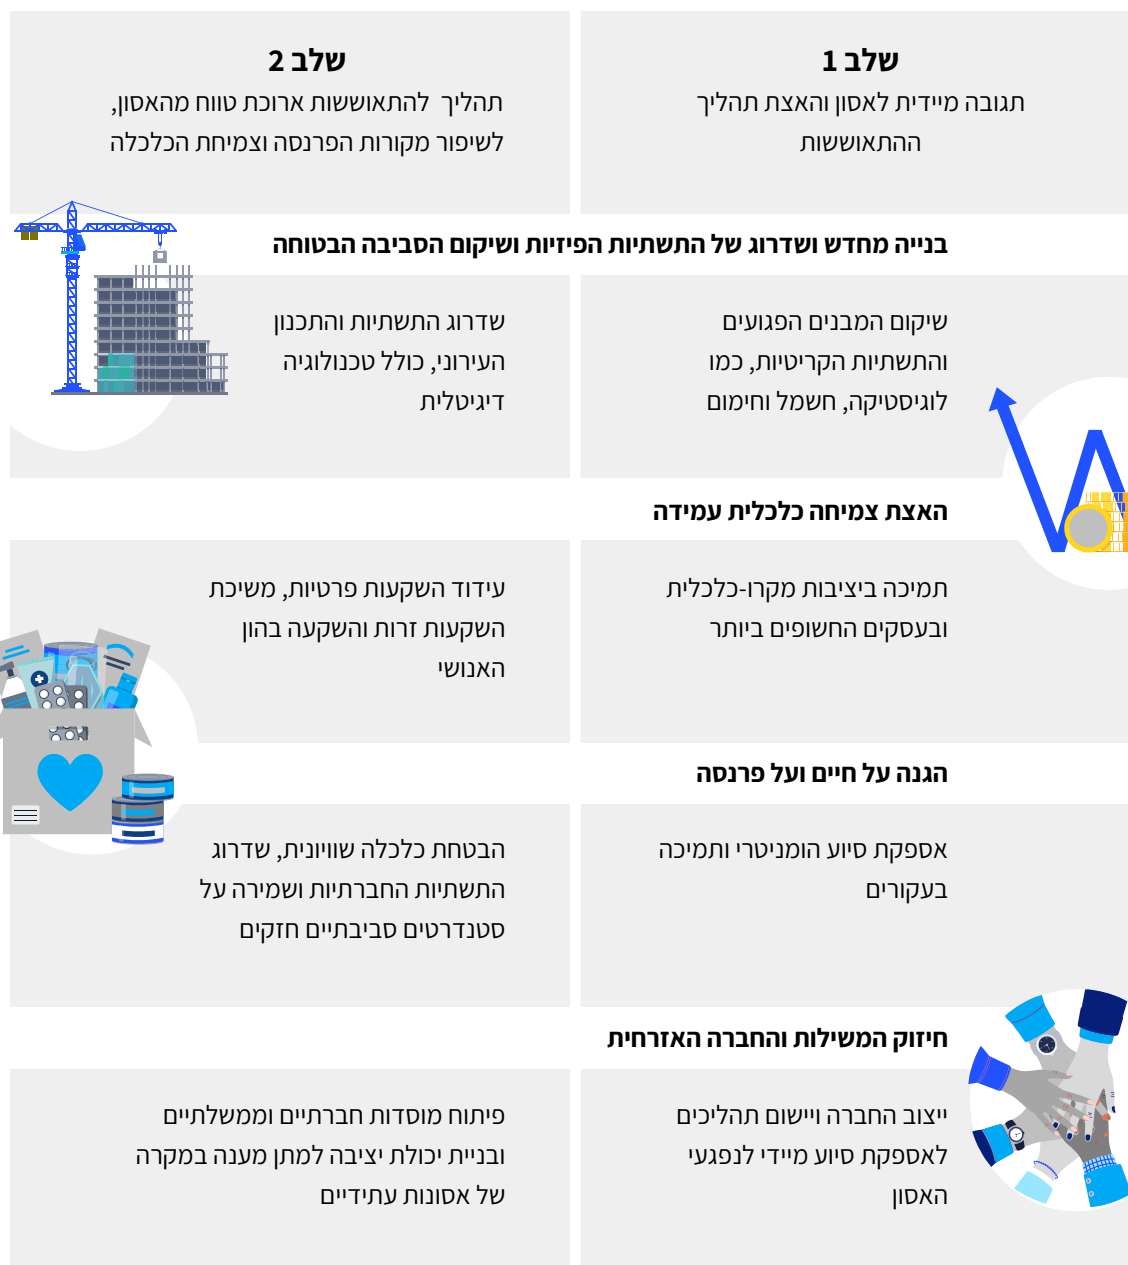 שלב 1
תגובה מיידית לאסון והאצת תהליך
ההתאוששות
שלב 2
תהליך להתאוששות ארוכת טווח מהאסון,
לשיפור מקורות הפרנסה וצמיחת הכלכלה
בנייה מחדש ושדרוג של התשתיות הפיזיות ושיקום הסביבה הבטוחה
שיקום המבנים הפגועים
והתשתיות הקריטיות, כמו
לוגיסטיקה, חשמל וחימום
שדרוג התשתיות והתכנון
העירוני, כולל טכנולוגיה
דיגיטלית
האצת צמיחה כלכלית עמידה
תמיכה ביציבות מקרו-כלכלית
ובעסקים החשופים ביותר
עידוד השקעות פרטיות, משיכת
השקעות זרות והשקעה בהון
האנושי
הגנה על חיים ועל פרנסה
אספקת סיוע הומניטרי ותמיכה
בעקורים
הבטחת כלכלה שוויונית, שדרוג
התשתיות החברתיות ושמירה על
סטנדרטים סביבתיים חזקים
חיזוק המשילות והחברה האזרחית
ייצוב החברה ויישום תהליכים
לאספקת סיוע מיידי לנפגעי
האסון
פיתוח מוסדות חברתיים וממשלתיים
ובניית יכולת יציבה למתן מענה במקרה
של אסונות עתידיים